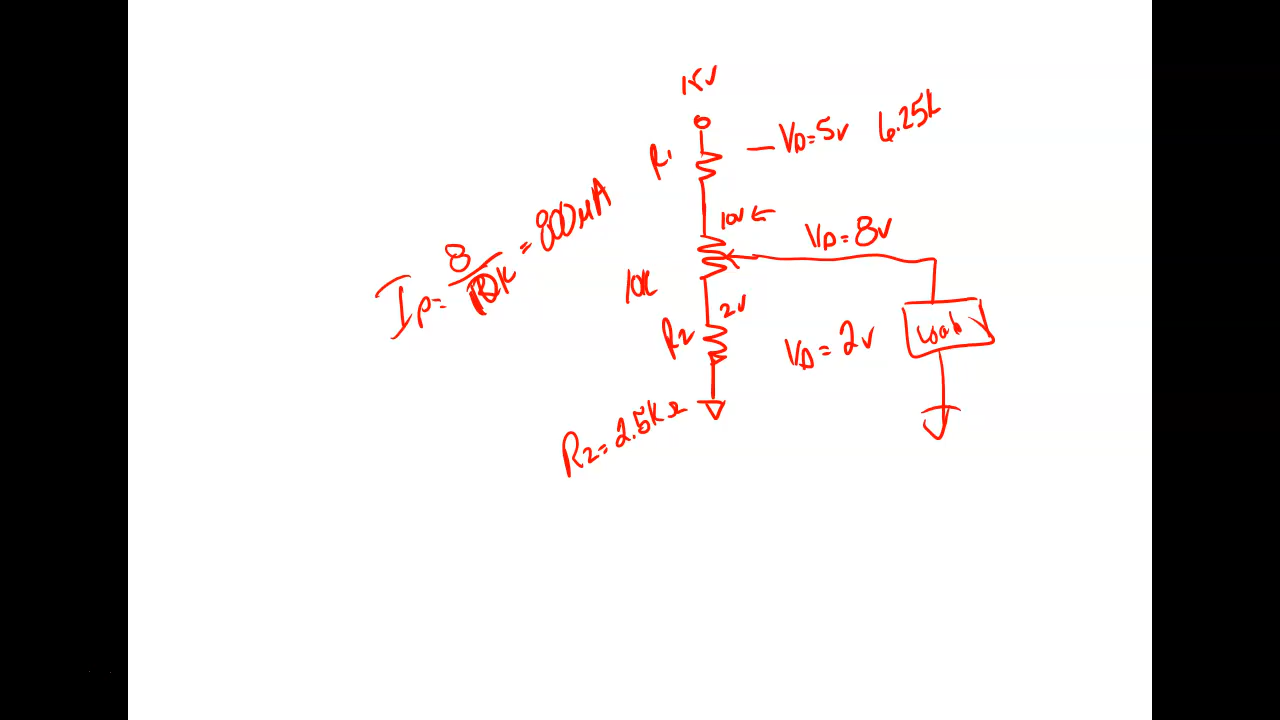 15V
R1
VD=5V 6.25K
10V
VD=8V
IP= 8/10K = 800μA
10K
2V
R2
VD=2V
Load
R2=2.5KΩ